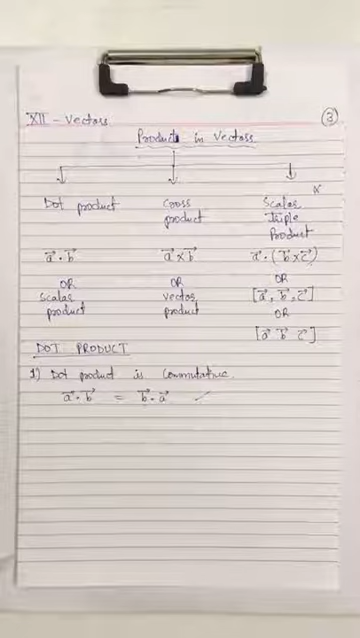 XII - Vectors
③
Products in Vectors
Dot product
Cross product
x
Scalar Triple Product
a⃗ · b⃗
a⃗ × b⃗
a⃗ · (b⃗ × c⃗)
OR
OR
OR
Scalar product
vector product
[a⃗, b⃗, c⃗]
OR
[a⃗ b⃗ c⃗]
DOT PRODUCT
1) Dot product is Commutative.
a⃗ · b⃗ = b⃗ · a⃗ ✓